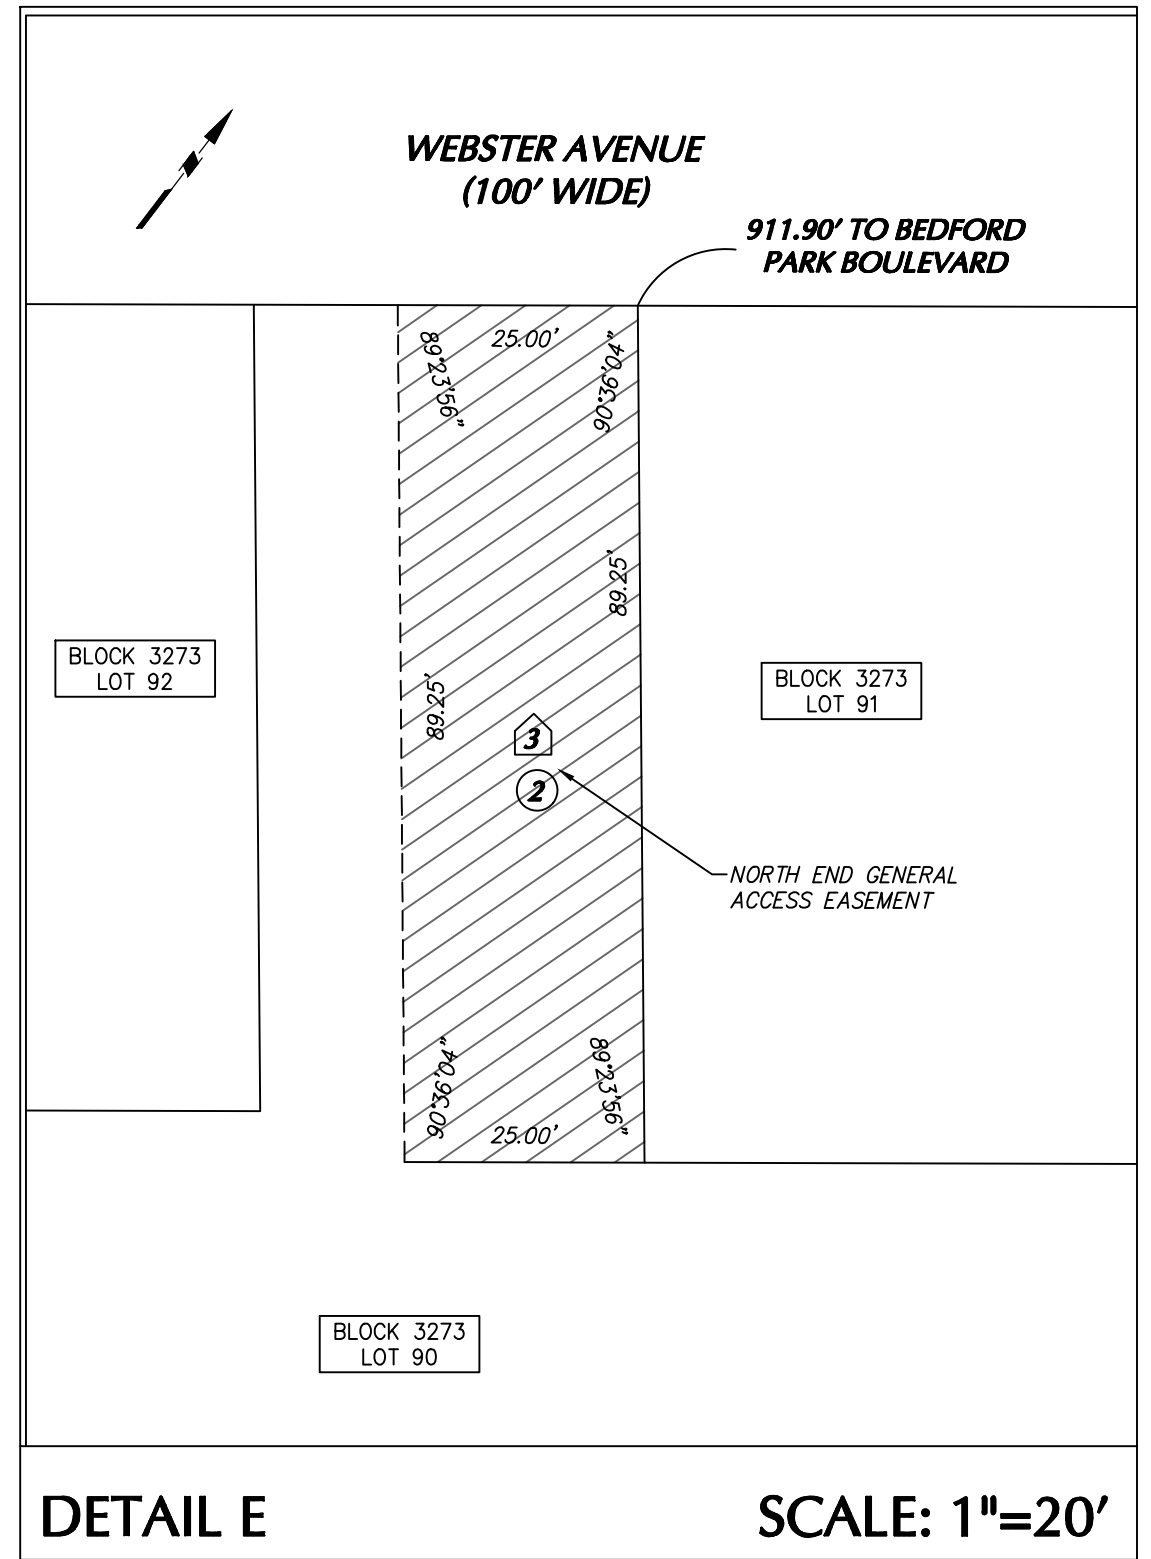 WEBSTER AVENUE
(100' WIDE)
911.90' TO BEDFORD
PARK BOULEVARD
25.00'
89°23'56"
90°36'04"
89.25'
BLOCK 3273
LOT 92
BLOCK 3273
LOT 91
89.25'
3
2
NORTH END GENERAL
ACCESS EASEMENT
90°36'04"
89°23'56"
25.00'
BLOCK 3273
LOT 90
DETAIL E
SCALE: 1"=20'